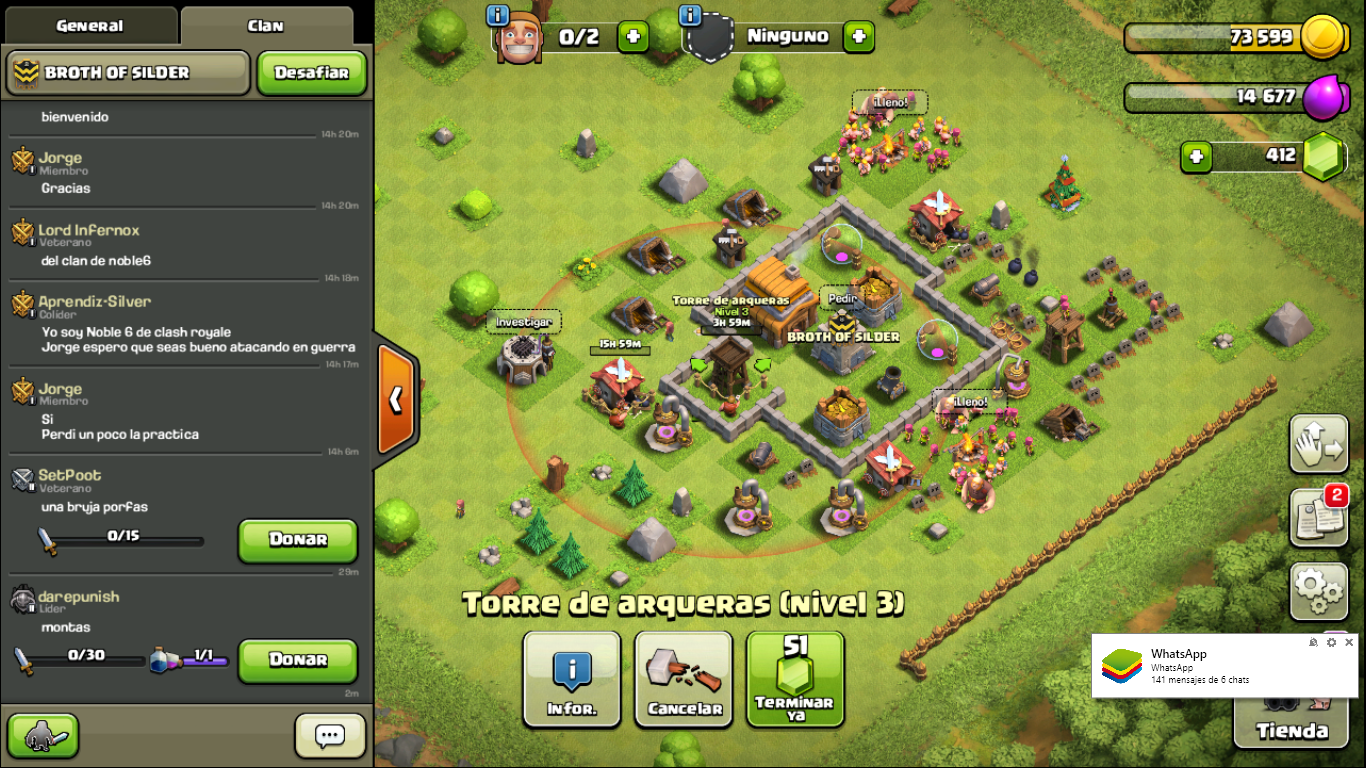 General
Clan
BROTH OF SILDER
Desafiar
bienvenido
14h 20m
Jorge
Miembro
Gracias
14h 20m
Lord Infernox
Veterano
del clan de noble6
14h 18m
Aprendiz-Silver
Colíder
Yo soy Noble 6 de clash royale
Jorge espero que seas bueno atacando en guerra
14h 17m
Jorge
Miembro
Si
Perdi un poco la practica
14h 6m
SetPoot
Veterano
una bruja porfas
0/15
Donar
29m
darepunish
Líder
montas
0/30
1/1
Donar
2m
0/2
Ninguno
73 599
14 677
412
¡Lleno!
Torre de arqueras
Nivel 3
3h 59m
Pedir
BROTH OF SILDER
Investigar
15h 59m
¡Lleno!
Torre de arqueras (Nivel 3)
Infor.
Cancelar
51
Terminar
ya
2
WhatsApp
WhatsApp
141 mensajes de 6 chats
Tienda